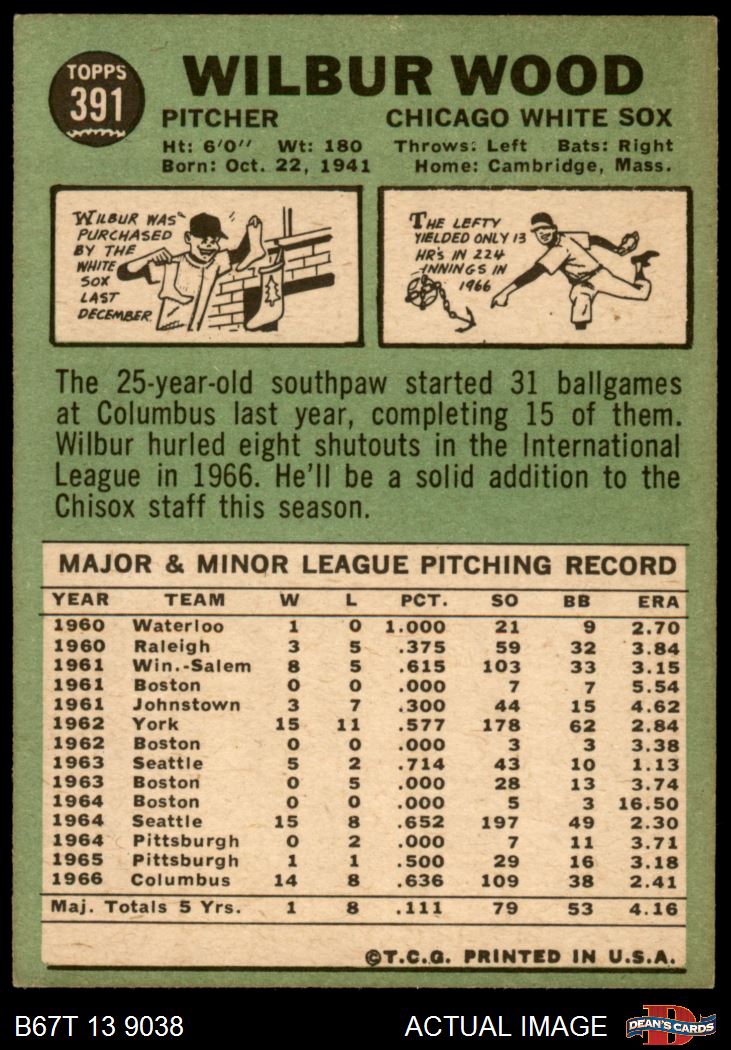 TOPPS
391
WILBUR WOOD
PITCHER CHICAGO WHITE SOX
Ht: 6'0" Wt: 180 Throws: Left Bats: Right
Born: Oct. 22, 1941 Home: Cambridge, Mass.
WILBUR WAS
PURCHASED
BY THE
WHITE
SOX
LAST
DECEMBER.
THE LEFTY
YIELDED ONLY 13
HR'S IN 224
INNINGS IN
1966
The 25-year-old southpaw started 31 ballgames
at Columbus last year, completing 15 of them.
Wilbur hurled eight shutouts in the International
League in 1966. He'll be a solid addition to the
Chisox staff this season.
MAJOR & MINOR LEAGUE PITCHING RECORD
YEAR TEAM W L PCT. SO BB ERA
1960 Waterloo 1 0 1.000 21 9 2.70
1960 Raleigh 3 5 .375 59 32 3.84
1961 Win.-Salem 8 5 .615 103 33 3.15
1961 Boston 0 0 .000 7 7 5.54
1961 Johnstown 3 7 .300 44 15 4.62
1962 York 15 11 .577 178 62 2.84
1962 Boston 0 0 .000 3 3 3.38
1963 Seattle 5 2 .714 43 10 1.13
1963 Boston 0 5 .000 28 13 3.74
1964 Boston 0 0 .000 5 3 16.50
1964 Seattle 15 8 .652 197 49 2.30
1964 Pittsburgh 0 2 .000 7 11 3.71
1965 Pittsburgh 1 1 .500 29 16 3.18
1966 Columbus 14 8 .636 109 38 2.41
Maj. Totals 5 Yrs. 1 8 .111 79 53 4.16
©T.C.G. PRINTED IN U.S.A.
B67T 13 9038 ACTUAL IMAGE D DEAN'S CARDS